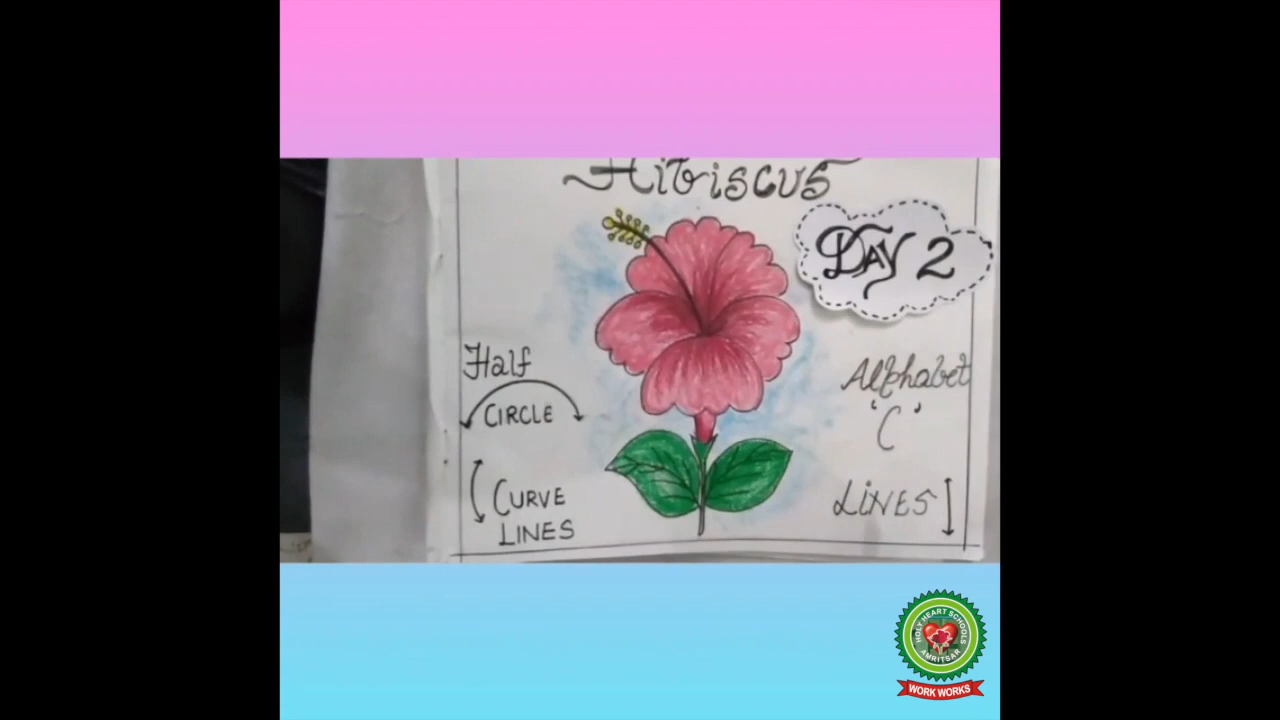 Hibiscus
DAY 2
Half
CIRCLE
Alphabet
'C'
CURVE
LINES
LINES
HOLY HEART SCHOOLS
AMRITSAR
WORK WORKS